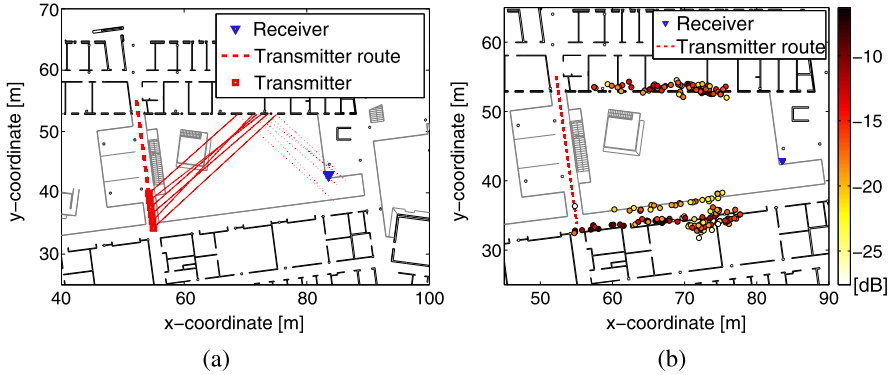 70
60
50
40
30
y−coordinate [m]
40
60
80
100
x−coordinate [m]
Receiver
Transmitter route
Transmitter
(a)
60
50
40
30
y−coordinate [m]
50
60
70
80
90
x−coordinate [m]
Receiver
Transmitter route
−10
−15
−20
−25
[dB]
(b)